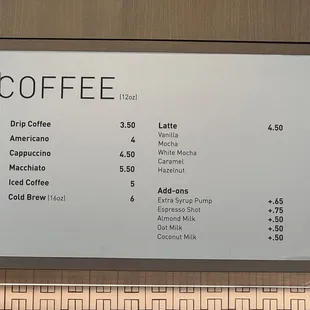 COFFEE (12oz)
Drip Coffee 3.50
Americano 4
Cappuccino 4.50
Macchiato 5.50
Iced Coffee 5
Cold Brew (16oz) 6
Latte 4.50
Vanilla
Mocha
White Mocha
Caramel
Hazelnut
Add-ons
Extra Syrup Pump +.65
Espresso Shot +.75
Almond Milk +.50
Oat Milk +.50
Coconut Milk +.50